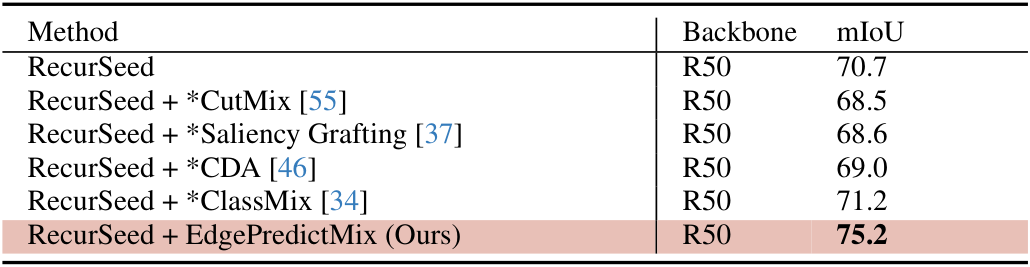 Method Backbone mIoU
RecurSeed R50 70.7
RecurSeed + *CutMix [55] R50 68.5
RecurSeed + *Saliency Grafting [37] R50 68.6
RecurSeed + *CDA [46] R50 69.0
RecurSeed + *ClassMix [34] R50 71.2
RecurSeed + EdgePredictMix (Ours) R50 75.2